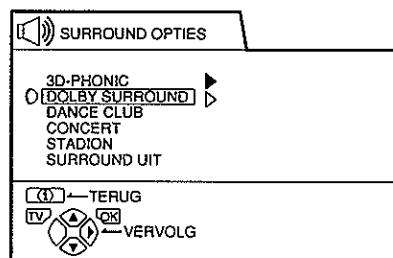 SURROUND OPTIES
3D-PHONIC
DOLBY SURROUND
DANCE CLUB
CONCERT
STADION
SURROUND UIT
TERUG
TV OK
VERVOLG